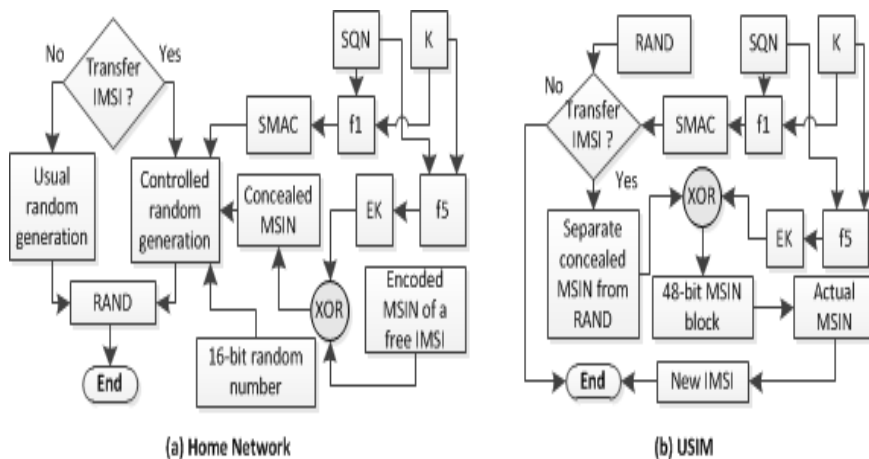 No
Yes
Transfer
IMSI ?
SQN
K
SMAC
f1
Usual
random
generation
Controlled
random
generation
Concealed
MSIN
EK
f5
RAND
XOR
Encoded
MSIN of a
free IMSI
16-bit random
number
End
(a) Home Network
RAND
SQN
K
No
Transfer
IMSI ?
SMAC
f1
Yes
XOR
Separate
concealed
MSIN from
RAND
EK
f5
48-bit MSIN
block
Actual
MSIN
End
New IMSI
(b) USIM